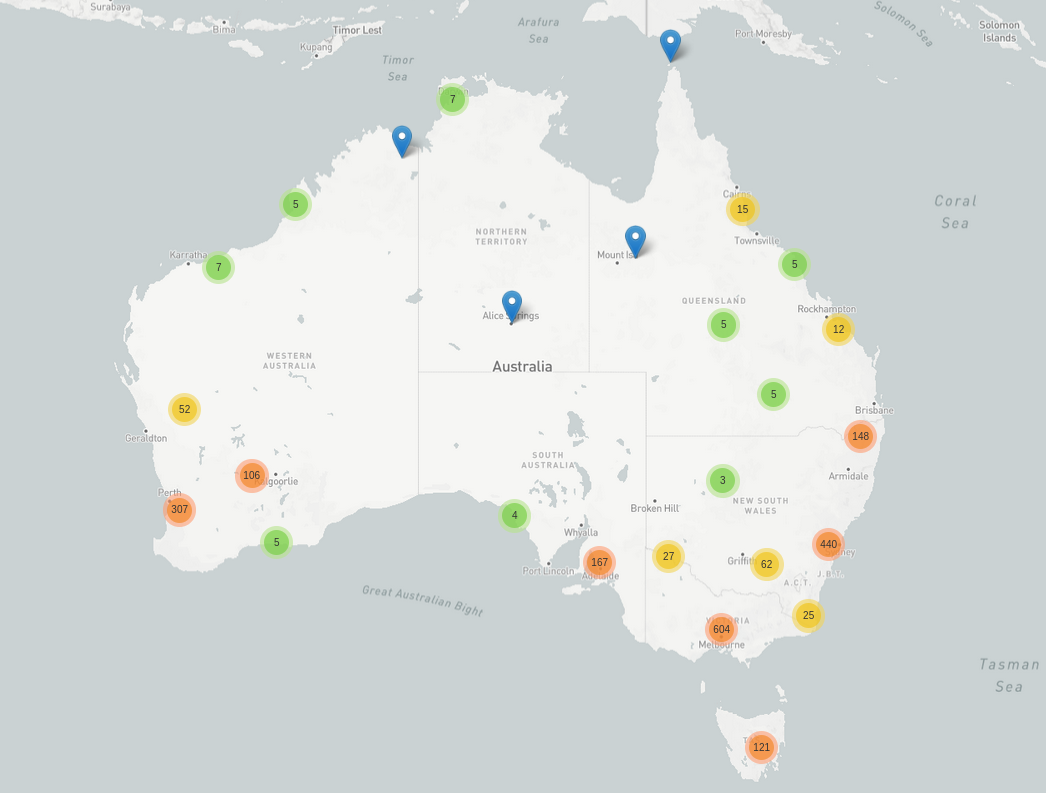 Surabaya
Bima
Timor Lest
Kupang
Arafura
Sea
Timor
Sea
Port Moresby
Solomon Sea
Solomon
Islands
7
5
Karratha
7
NORTHERN
TERRITORY
Mount Is
Cairns
15
Townsville
Coral
Sea
5
QUEENSLAND
Rockhampton
12
5
Alice Springs
WESTERN
AUSTRALIA
Australia
5
52
Geraldton
Brisbane
148
SOUTH
AUSTRALIA
106
lgoorlie
Perth
307
3
Armidale
NEW SOUTH
WALES
Broken Hill
4
Whyalla
5
167
Adelaide
Port Lincoln
27
Griffith
62
440
ney
J.B.T.
A.C.T.
Great Australian Bight
25
VICTORIA
604
Melbourne
Tasman
Sea
121